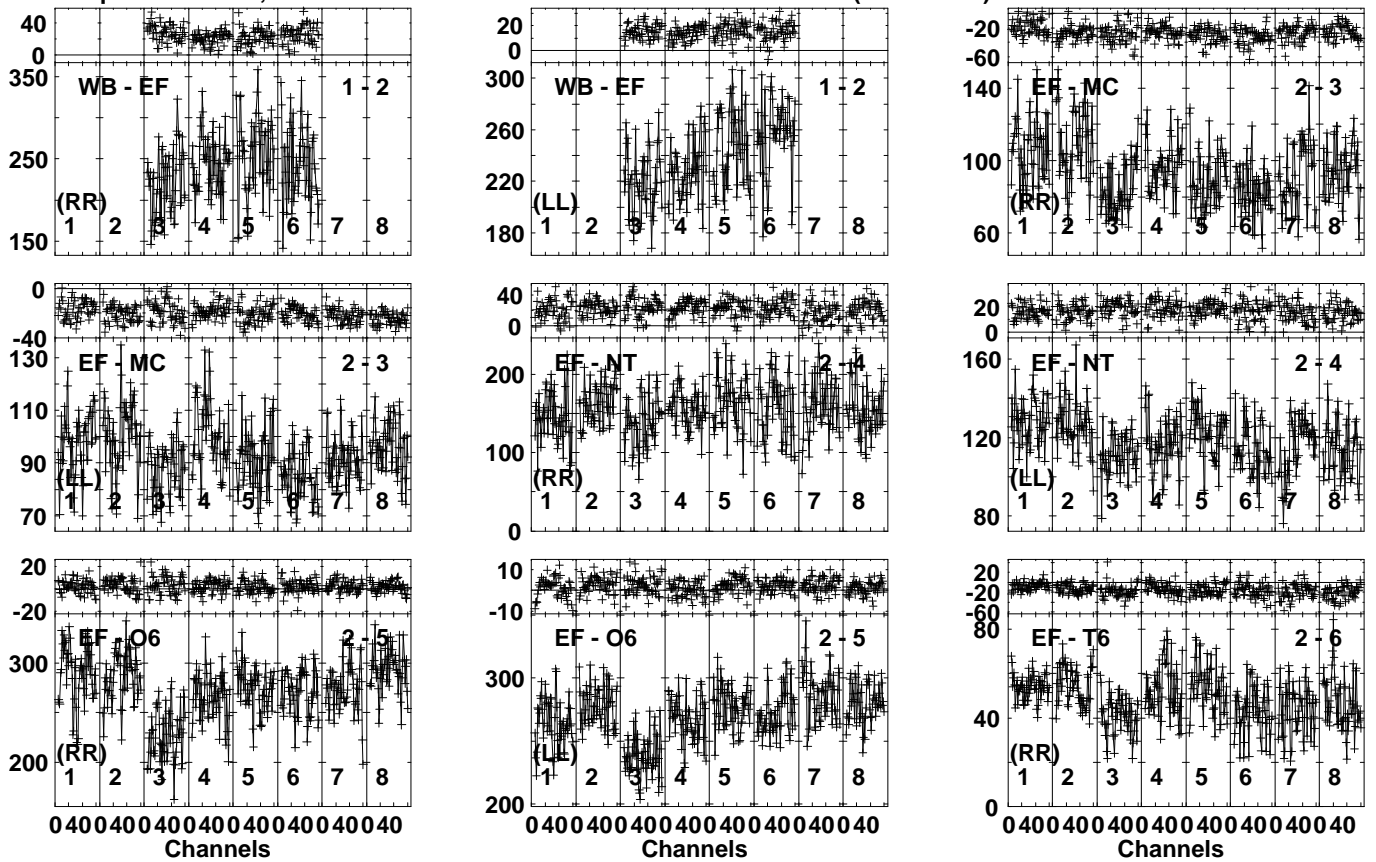 40
0
350
250
150
WB - EF 1 - 2
(RR)
1 2 3 4 5 6 7 8
20
0
300
260
220
180
WB - EF 1 - 2
(LL)
1 2 3 4 5 6 7 8
-20
-60
140
100
60
EF - MC 2 - 3
(RR)
1 2 3 4 5 6 7 8
0
-40
130
110
90
70
EF - MC 2 - 3
(LL)
1 2 3 4 5 6 7 8
40
0
200
100
0
EF - NT 2 - 4
(RR)
1 2 3 4 5 6 7 8
20
0
160
120
80
EF - NT 2 - 4
(LL)
1 2 3 4 5 6 7 8
20
-20
300
200
EF - O6 2 - 5
(RR)
1 2 3 4 5 6 7 8
0 40 0 40 0 40 0 40 0 40 0 40 0 40 0 40
Channels
10
-10
300
200
EF - O6 2 - 5
(LL)
1 2 3 4 5 6 7 8
0 40 0 40 0 40 0 40 0 40 0 40 0 40 0 40
Channels
20
-20
-60
80
40
0
EF - T6 2 - 6
(RR)
1 2 3 4 5 6 7 8
0 40 0 40 0 40 0 40 0 40 0 40 0 40 0 40
Channels